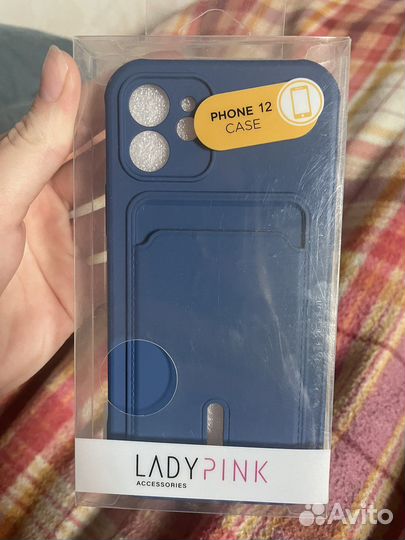 PHONE 12
CASE
LADYPINK
ACCESSORIES
Avito